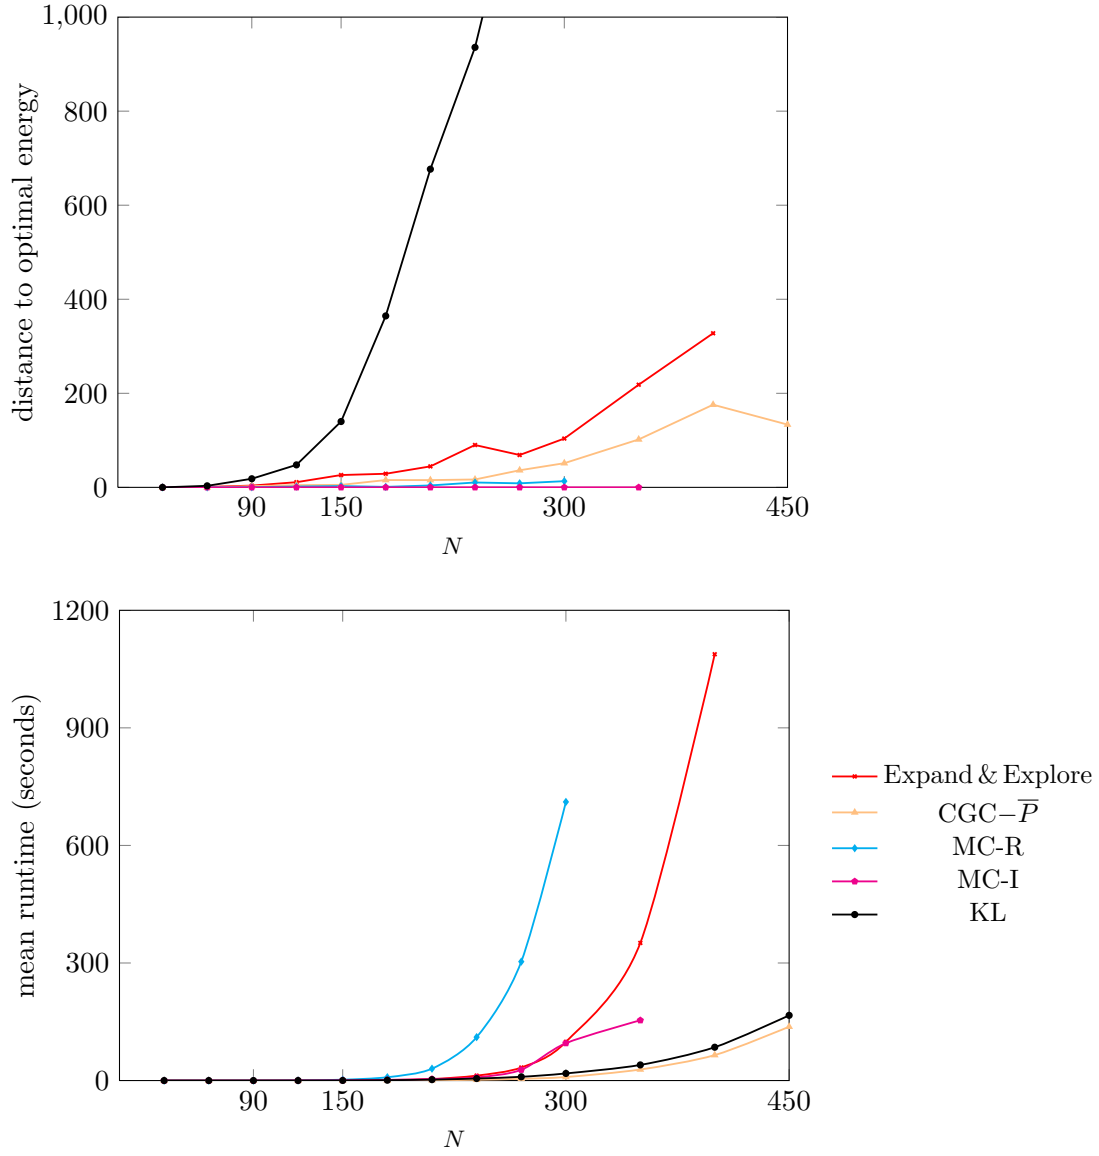 1,000
800
600
400
200
0
distance to optimal energy
90 150 300 450
N
1200
900
600
300
0
mean runtime (seconds)
90 150 300 450
N
Expand & Explore
CGC−P̅
MC-R
MC-I
KL